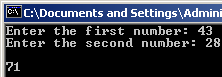 C:\Documents and Settings\Admini
Enter the first number: 43
Enter the second number: 28
71